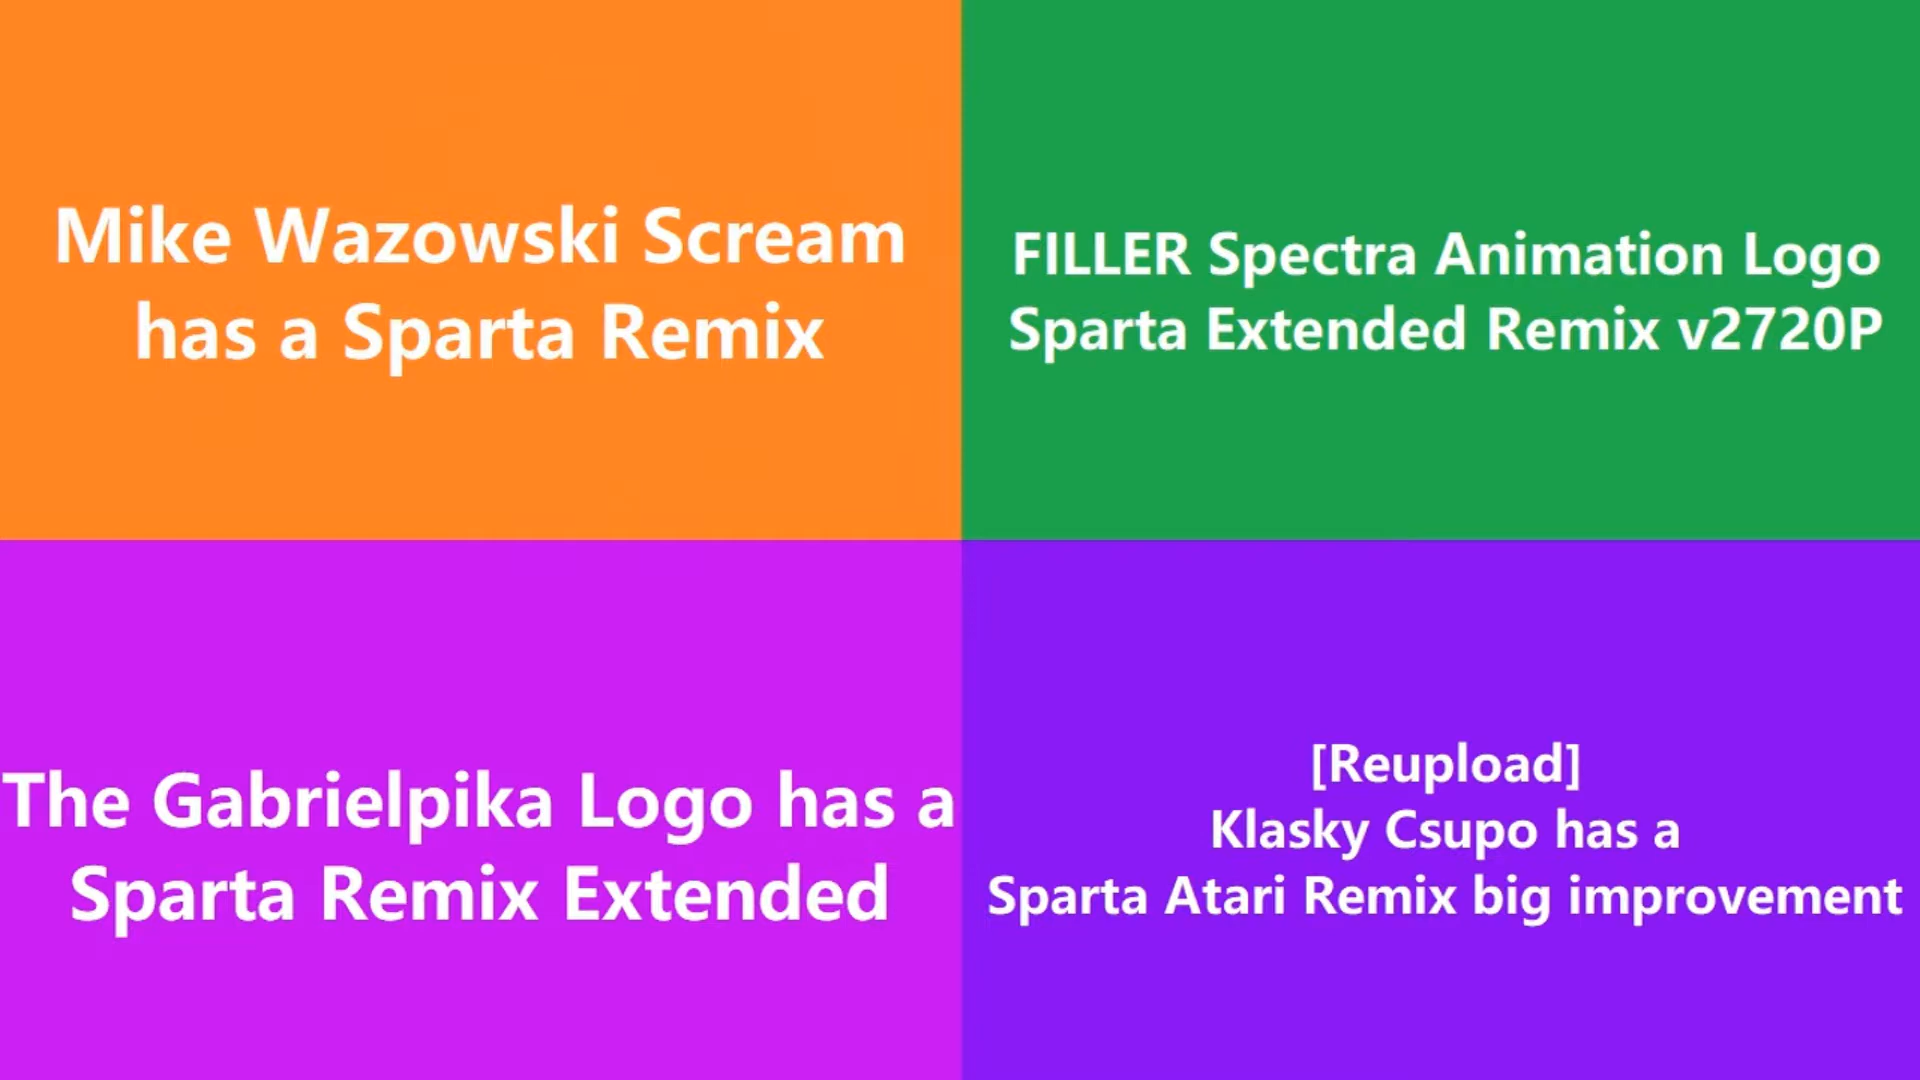 Mike Wazowski Scream
has a Sparta Remix
FILLER Spectra Animation Logo
Sparta Extended Remix v2720P
The Gabrielpika Logo has a
Sparta Remix Extended
[Reupload]
Klasky Csupo has a
Sparta Atari Remix big improvement